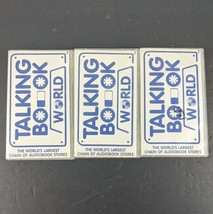 TALKING
BOOK
WORLD
THE WORLD'S LARGEST
CHAIN OF AUDIOBOOK STORES
TALKING
BOOK
WORLD
THE WORLD'S LARGEST
CHAIN OF AUDIOBOOK STORES
TALKING
BOOK
WORLD
THE WORLD'S LARGEST
CHAIN OF AUDIOBOOK STORES